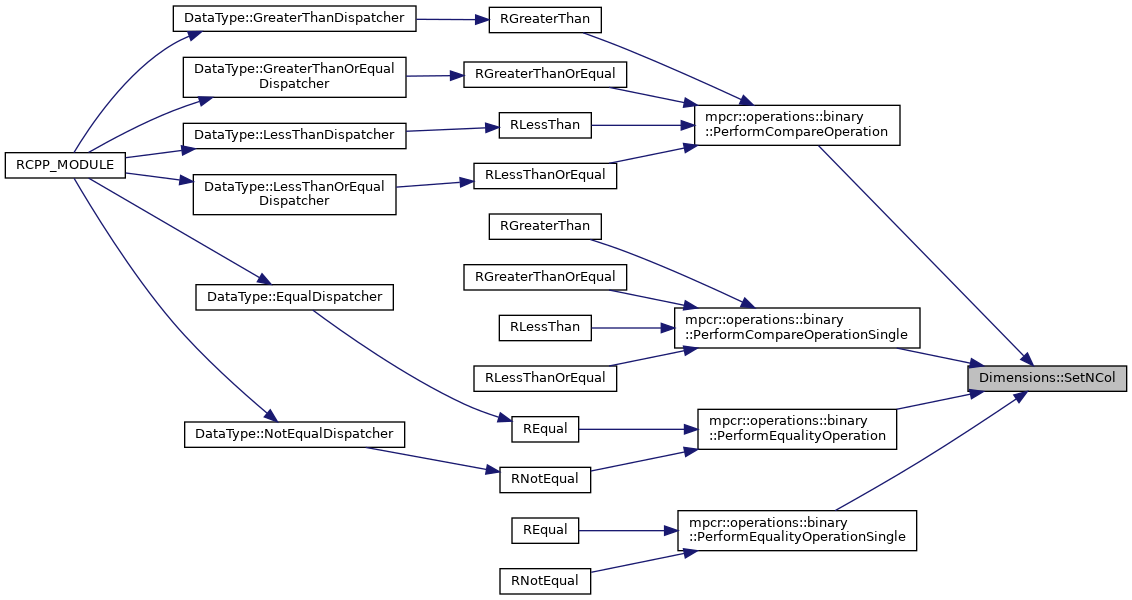 DataType::GreaterThanDispatcher
RGreaterThan
DataType::GreaterThanOrEqual
Dispatcher
RGreaterThanOrEqual
mpcr::operations::binary
::PerformCompareOperation
DataType::LessThanDispatcher
RLessThan
RCPP_MODULE
DataType::LessThanOrEqual
Dispatcher
RLessThanOrEqual
RGreaterThan
RGreaterThanOrEqual
DataType::EqualDispatcher
RLessThan
mpcr::operations::binary
::PerformCompareOperationSingle
RLessThanOrEqual
Dimensions::SetNCol
DataType::NotEqualDispatcher
REqual
mpcr::operations::binary
::PerformEqualityOperation
RNotEqual
REqual
mpcr::operations::binary
::PerformEqualityOperationSingle
RNotEqual